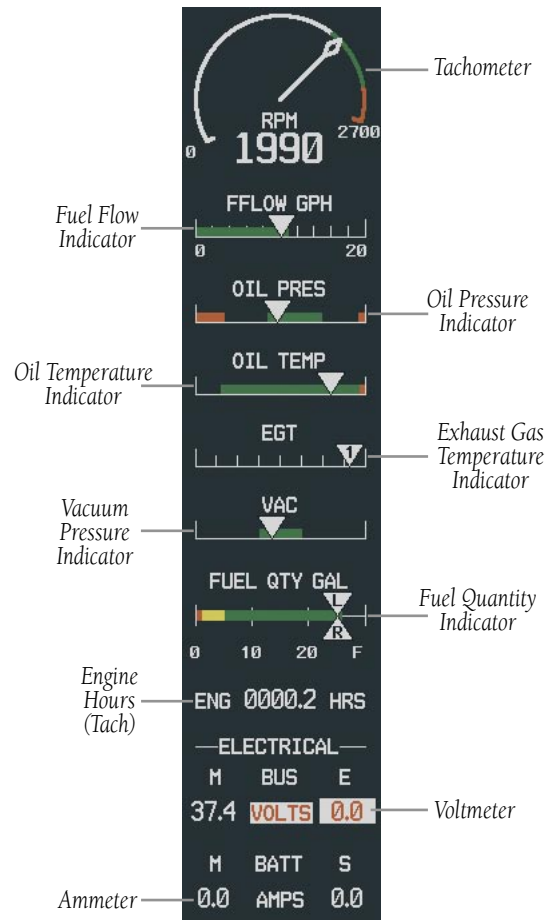 Tachometer
RPM
0 1990 2700
FFLOW GPH
Fuel Flow
Indicator
0 20
OIL PRES
Oil Pressure
Indicator
OIL TEMP
Oil Temperature
Indicator
EGT
1
Exhaust Gas
Temperature
Indicator
VAC
Vacuum
Pressure
Indicator
FUEL QTY GAL
L
R
Fuel Quantity
Indicator
0 10 20 F
Engine
Hours
(Tach)
ENG 0000.2 HRS
ELECTRICAL
M BUS E
37.4 VOLTS 0.0
Voltmeter
M BATT S
Ammeter
0.0 AMPS 0.0